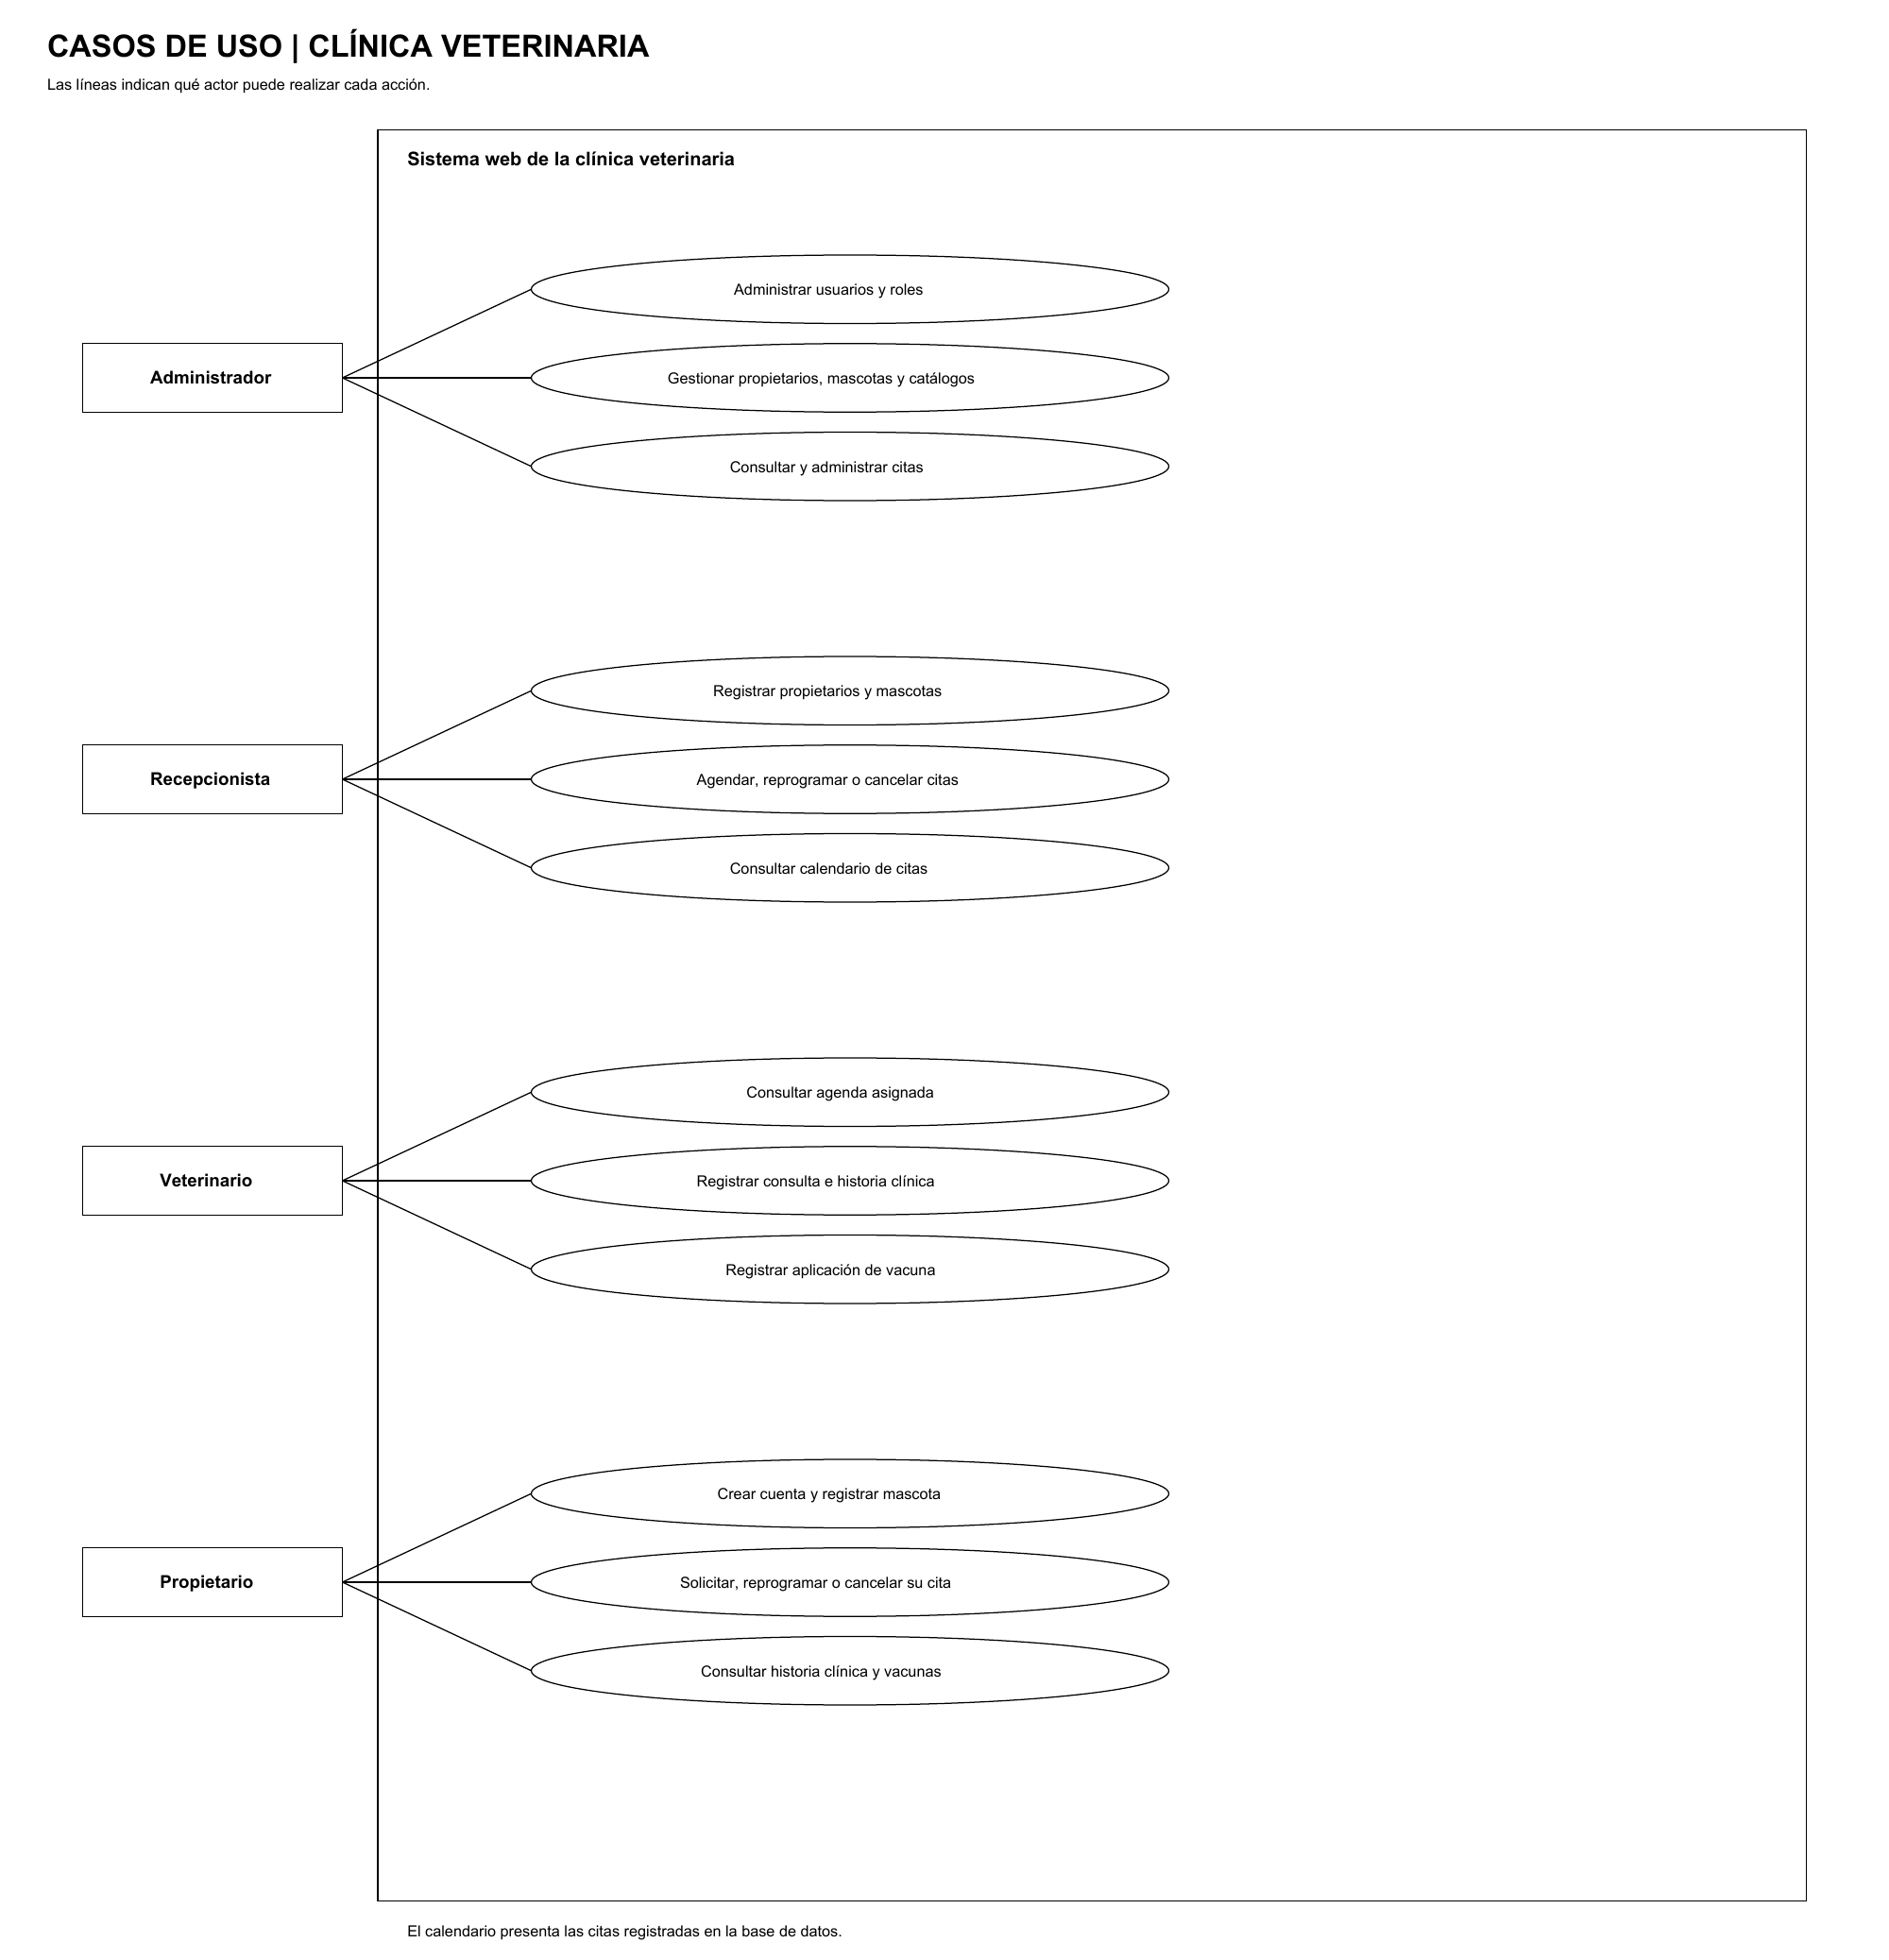 CASOS DE USO | CLÍNICA VETERINARIA
Las líneas indican qué actor puede realizar cada acción.
Sistema web de la clínica veterinaria
Administrar usuarios y roles
Administrador
Gestionar propietarios, mascotas y catálogos
Consultar y administrar citas
Registrar propietarios y mascotas
Recepcionista
Agendar, reprogramar o cancelar citas
Consultar calendario de citas
Consultar agenda asignada
Veterinario
Registrar consulta e historia clínica
Registrar aplicación de vacuna
Crear cuenta y registrar mascota
Propietario
Solicitar, reprogramar o cancelar su cita
Consultar historia clínica y vacunas
El calendario presenta las citas registradas en la base de datos.